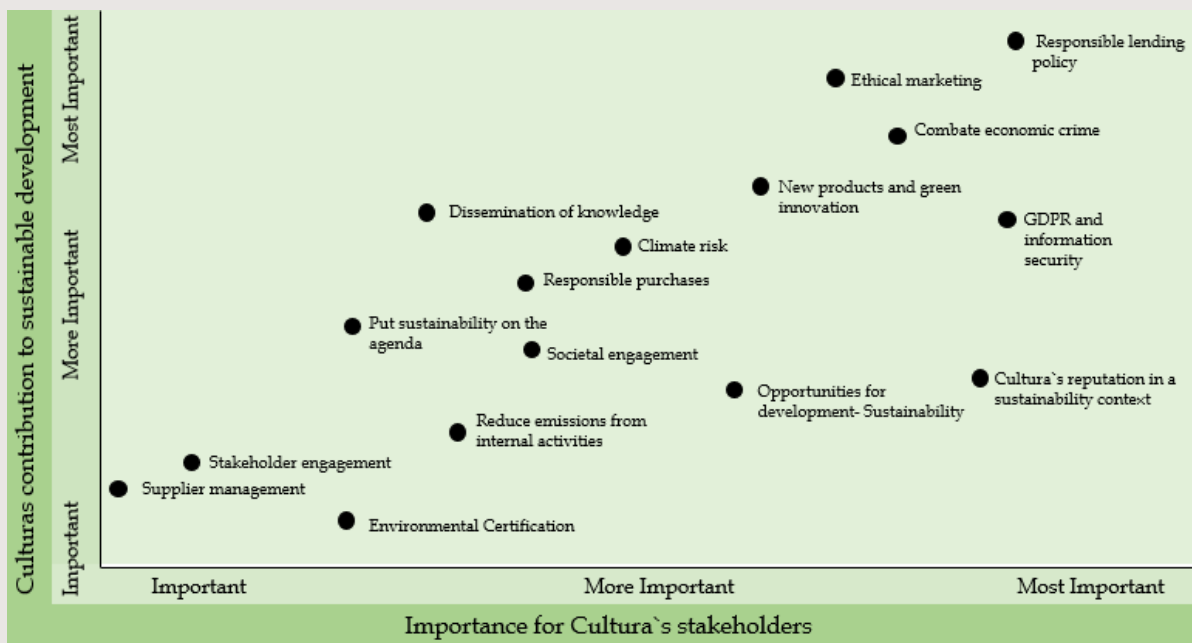 Culturas contribution to sustainable development
Most Important
More Important
Important
Responsible lending
policy
Ethical marketing
Combate economic crime
New products and green
innovation
Dissemination of knowledge
GDPR and
information
security
Climate risk
Responsible purchases
Put sustainability on the
agenda
Societal engagement
Cultura`s reputation in a
sustainability context
Opportunities for
development- Sustainability
Reduce emissions from
internal activities
Stakeholder engagement
Supplier management
Environmental Certification
Important
More Important
Most Important
Importance for Cultura`s stakeholders